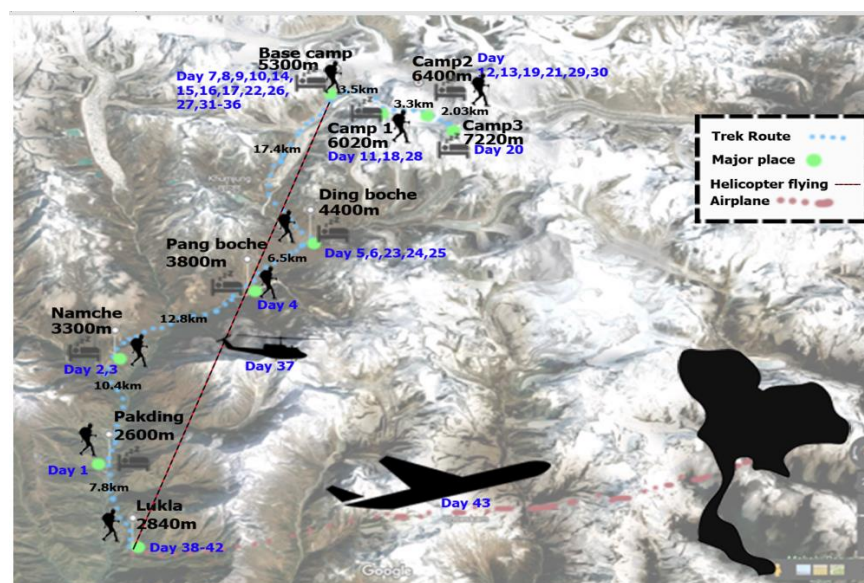 Base camp
5300m
Day 7,8,9,10,14,
15,16,17,22,26,
27,31-36
3.5km
Camp2
6400m
Day
12,13,19,21,29,30
3.3km
2.03km
Camp 1
6020m
Day 11,18,28
Camp3
7220m
Day 20
17.4km
Trek Route
Major place
Helicopter flying
Airplane
Ding boche
4400m
Day 5,6,23,24,25
6.5km
Pang boche
3800m
Day 4
12.8km
Namche
3300m
Day 2,3
10.4km
Day 37
Pakding
2600m
Day 1
7.8km
Lukla
2840m
Day 38-42
Day 43
Google